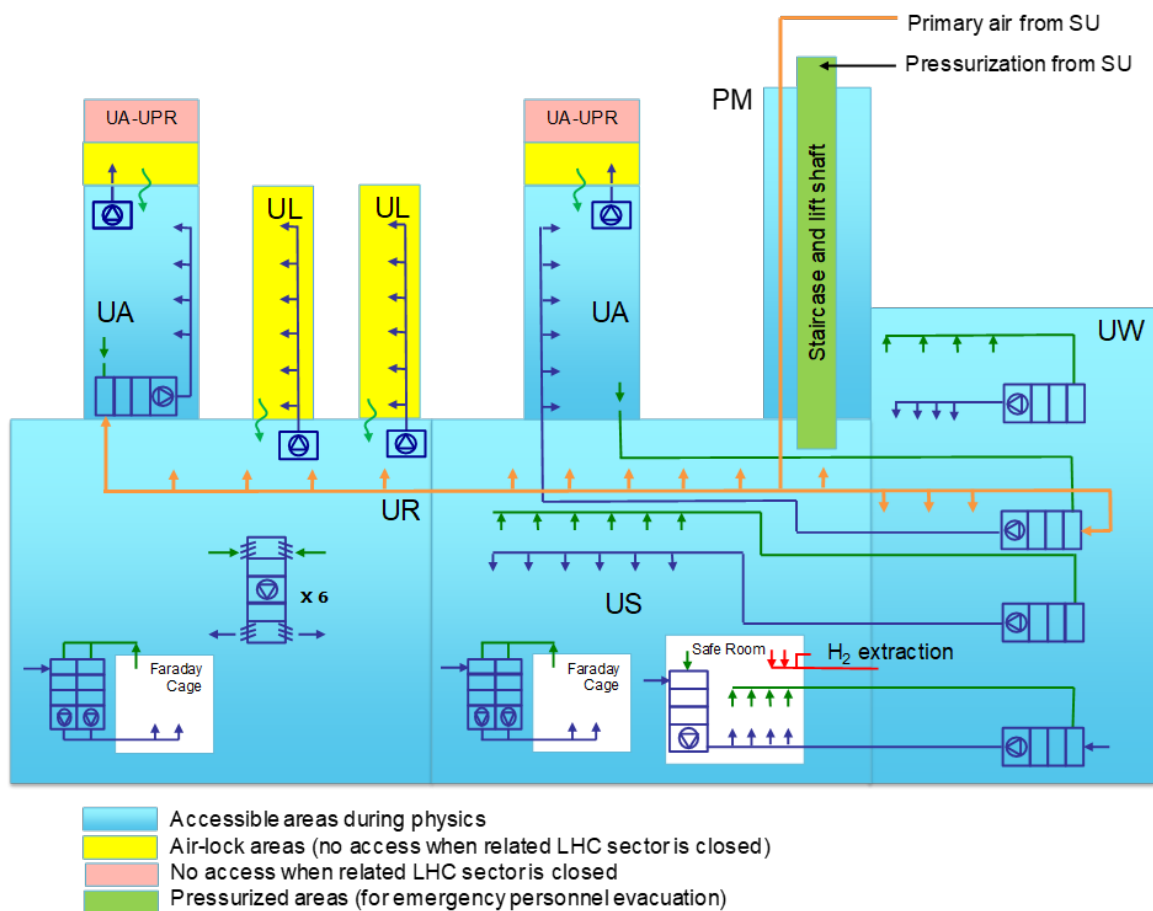 Primary air from SU
Pressurization from SU
PM
UA-UPR
UA-UPR
UL
UL
UA
UA
Staircase and lift shaft
UW
UR
US
X 6
Faraday
Cage
Faraday
Cage
Safe Room
H₂ extraction
Accessible areas during physics
Air-lock areas (no access when related LHC sector is closed)
No access when related LHC sector is closed
Pressurized areas (for emergency personnel evacuation)